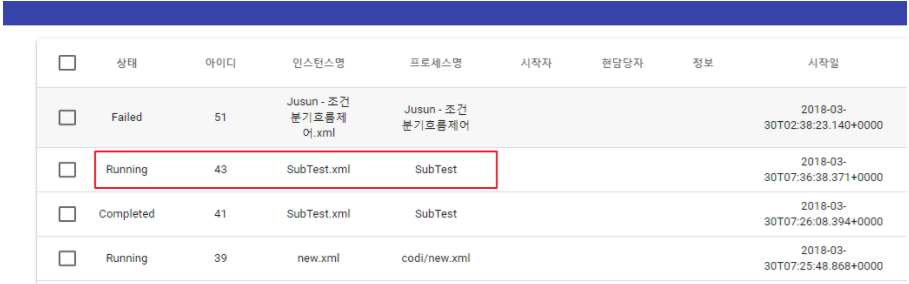 상태 아이디 인스턴스명 프로세스명 시작자 현담당자 정보 시작일
Jusun - 조건
분기흐름제
어.xml
Failed 51
Jusun - 조건
분기흐름제어
2018-03-
30T02:38:23.140+0000
Running 43 SubTest.xml SubTest
2018-03-
30T07:36:38.371+0000
Completed 41 SubTest.xml SubTest
2018-03-
30T07:26:08.394+0000
Running 39 new.xml codi/new.xml
2018-03-
30T07:25:48.868+0000